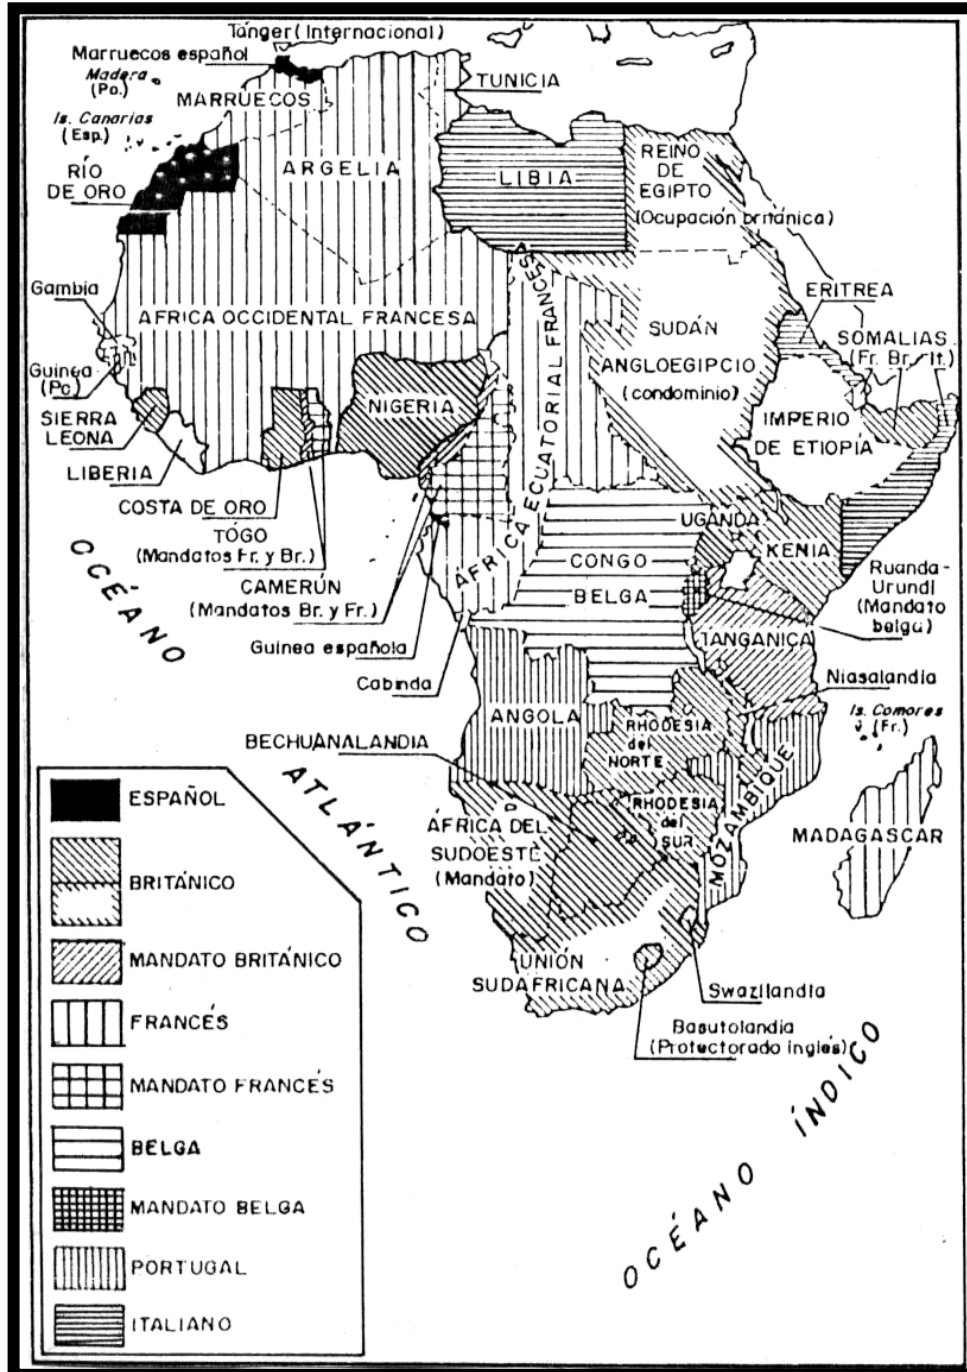 Tánger (Internacional)
Marruecos español
Madera
(Po.)
TUNICIA
MARRUECOS
Is. Canarias
(Esp.)
ARGELIA
LIBIA
REINO
DE
EGIPTO
(Ocupación británica)
RÍO
DE ORO
Gambia
ÁFRICA OCCIDENTAL FRANCESA
ÁFRICA ECUATORIAL FRANCESA
SUDÁN
ANGLOEGIPCIO
(condominio)
ERITREA
SOMALIAS
(Fr. Br. It.)
Guinea
(Po.)
SIERRA
LEONA
LIBERIA
NIGERIA
IMPERIO
DE ETIOPÍA
COSTA DE ORO
TÓGO
(Mandatos Fr. y Br.)
CAMERÚN
(Mandatos Br. y Fr.)
Guinea española
Cabinda
UGANDA
KENIA
CONGO
BELGA
Ruanda-
Urundi
(Mandato
belga)
TANGANICA
Niasalandia
Is. Comores
(Fr.)
OCÉANO
ATLÁNTICO
ANGOLA
BECHUANALANDIA
RHODESIA
del
NORTE
RHODESIA
del
SUR
MOZAMBIQUE
MADAGASCAR
ÁFRICA DEL
SUDOESTE
(Mandato)
UNIÓN
SUDAFRICANA
Swazilandia
Basutolandia
(Protectorado inglés)
OCÉANO ÍNDICO
ESPAÑOL
BRITÁNICO
MANDATO BRITÁNICO
FRANCÉS
MANDATO FRANCÉS
BELGA
MANDATO BELGA
PORTUGAL
ITALIANO